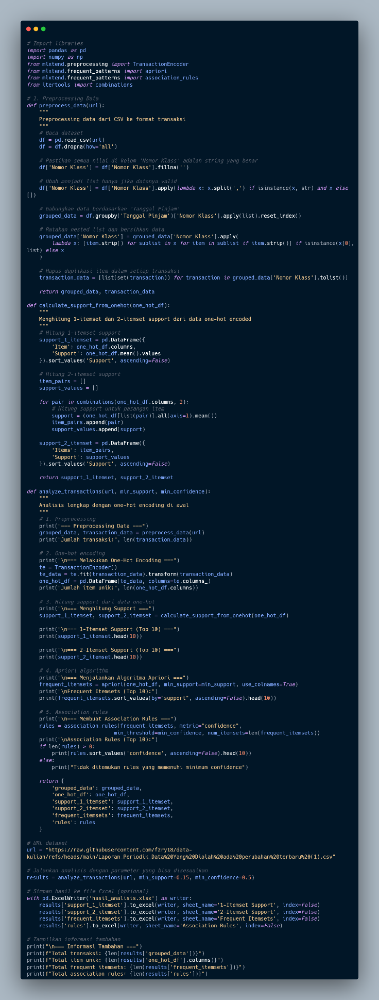 # Import libraries
import pandas as pd
import numpy as np
from mlxtend.preprocessing import TransactionEncoder
from mlxtend.frequent_patterns import apriori
from mlxtend.frequent_patterns import association_rules
from itertools import combinations

# 1. Preprocessing Data
def preprocess_data(url):
    """
    Preprocessing data dari CSV ke format transaksi
    """
    # Baca dataset
    df = pd.read_csv(url)
    df = df.dropna(how='all')

    # Pastikan semua nilai di kolom 'Nomor Klass' adalah string yang benar
    df['Nomor Klass'] = df['Nomor Klass'].fillna('')

    # Ubah menjadi list hanya jika datanya valid
    df['Nomor Klass'] = df['Nomor Klass'].apply(lambda x: x.split(',') if isinstance(x, str) and x else
[])

    # Gabungkan data berdasarkan 'Tanggal Pinjam'
    grouped_data = df.groupby('Tanggal Pinjam')['Nomor Klass'].apply(list).reset_index()

    # Ratakan nested list dan bersihkan data
    grouped_data['Nomor Klass'] = grouped_data['Nomor Klass'].apply(
        lambda x: [item.strip() for sublist in x for item in sublist if item.strip()] if isinstance(x[0],
list) else x
    )

    # Hapus duplikasi item dalam setiap transaksi
    transaction_data = [list(set(transaction)) for transaction in grouped_data['Nomor Klass'].tolist()]

    return grouped_data, transaction_data

def calculate_support_from_onehot(one_hot_df):
    """
    Menghitung 1-itemset dan 2-itemset support dari data one-hot encoded
    """
    # Hitung 1-itemset support
    support_1_itemset = pd.DataFrame({
        'Item': one_hot_df.columns,
        'Support': one_hot_df.mean().values
    }).sort_values('Support', ascending=False)

    # Hitung 2-itemset support
    item_pairs = []
    support_values = []

    for pair in combinations(one_hot_df.columns, 2):
        # Hitung support untuk pasangan item
        support = (one_hot_df[list(pair)].all(axis=1).mean())
        item_pairs.append(pair)
        support_values.append(support)

    support_2_itemset = pd.DataFrame({
        'Items': item_pairs,
        'Support': support_values
    }).sort_values('Support', ascending=False)

    return support_1_itemset, support_2_itemset

def analyze_transactions(url, min_support, min_confidence):
    """
    Analisis lengkap dengan one-hot encoding di awal
    """
    # 1. Preprocessing
    print("=== Preprocessing Data ===")
    grouped_data, transaction_data = preprocess_data(url)
    print("Jumlah transaksi:", len(transaction_data))

    # 2. One-hot encoding
    print("\n=== Melakukan One-Hot Encoding ===")
    te = TransactionEncoder()
    te_data = te.fit(transaction_data).transform(transaction_data)
    one_hot_df = pd.DataFrame(te_data, columns=te.columns_)
    print("Jumlah item unik:", len(one_hot_df.columns))

    # 3. Hitung support dari data one-hot
    print("\n=== Menghitung Support ===")
    support_1_itemset, support_2_itemset = calculate_support_from_onehot(one_hot_df)

    print("\n=== 1-Itemset Support (Top 10) ===")
    print(support_1_itemset.head(10))

    print("\n=== 2-Itemset Support (Top 10) ===")
    print(support_2_itemset.head(10))

    # 4. Apriori algorithm
    print("\n=== Menjalankan Algoritma Apriori ===")
    frequent_itemsets = apriori(one_hot_df, min_support=min_support, use_colnames=True)
    print("\nFrequent Itemsets (Top 10):")
    print(frequent_itemsets.sort_values(by="support", ascending=False).head(10))

    # 5. Association rules
    print("\n=== Membuat Association Rules ===")
    rules = association_rules(frequent_itemsets, metric="confidence",
                            min_threshold=min_confidence, num_itemsets=len(frequent_itemsets))
    print("\nAssociation Rules (Top 10):")
    if len(rules) > 0:
        print(rules.sort_values('confidence', ascending=False).head(10))
    else:
        print("Tidak ditemukan rules yang memenuhi minimum confidence")

    return {
        'grouped_data': grouped_data,
        'one_hot_df': one_hot_df,
        'support_1_itemset': support_1_itemset,
        'support_2_itemset': support_2_itemset,
        'frequent_itemsets': frequent_itemsets,
        'rules': rules
    }

# URL dataset
url = "https://raw.githubusercontent.com/fzry18/data-
kuliah/refs/heads/main/Laporan_Periodik_Data%20Yang%20Diolah%20ada%20perubahan%20terbaru%20(1).csv"

# Jalankan analisis dengan parameter yang bisa disesuaikan
results = analyze_transactions(url, min_support=0.15, min_confidence=0.5)

# Simpan hasil ke file Excel (opsional)
with pd.ExcelWriter('hasil_analisis.xlsx') as writer:
    results['support_1_itemset'].to_excel(writer, sheet_name='1-Itemset Support', index=False)
    results['support_2_itemset'].to_excel(writer, sheet_name='2-Itemset Support', index=False)
    results['frequent_itemsets'].to_excel(writer, sheet_name='Frequent Itemsets', index=False)
    results['rules'].to_excel(writer, sheet_name='Association Rules', index=False)

# Tampilkan informasi tambahan
print("\n=== Informasi Tambahan ===")
print(f"Total transaksi: {len(results['grouped_data'])}")
print(f"Total item unik: {len(results['one_hot_df'].columns)}")
print(f"Total frequent itemsets: {len(results['frequent_itemsets'])}")
print(f"Total association rules: {len(results['rules'])}")